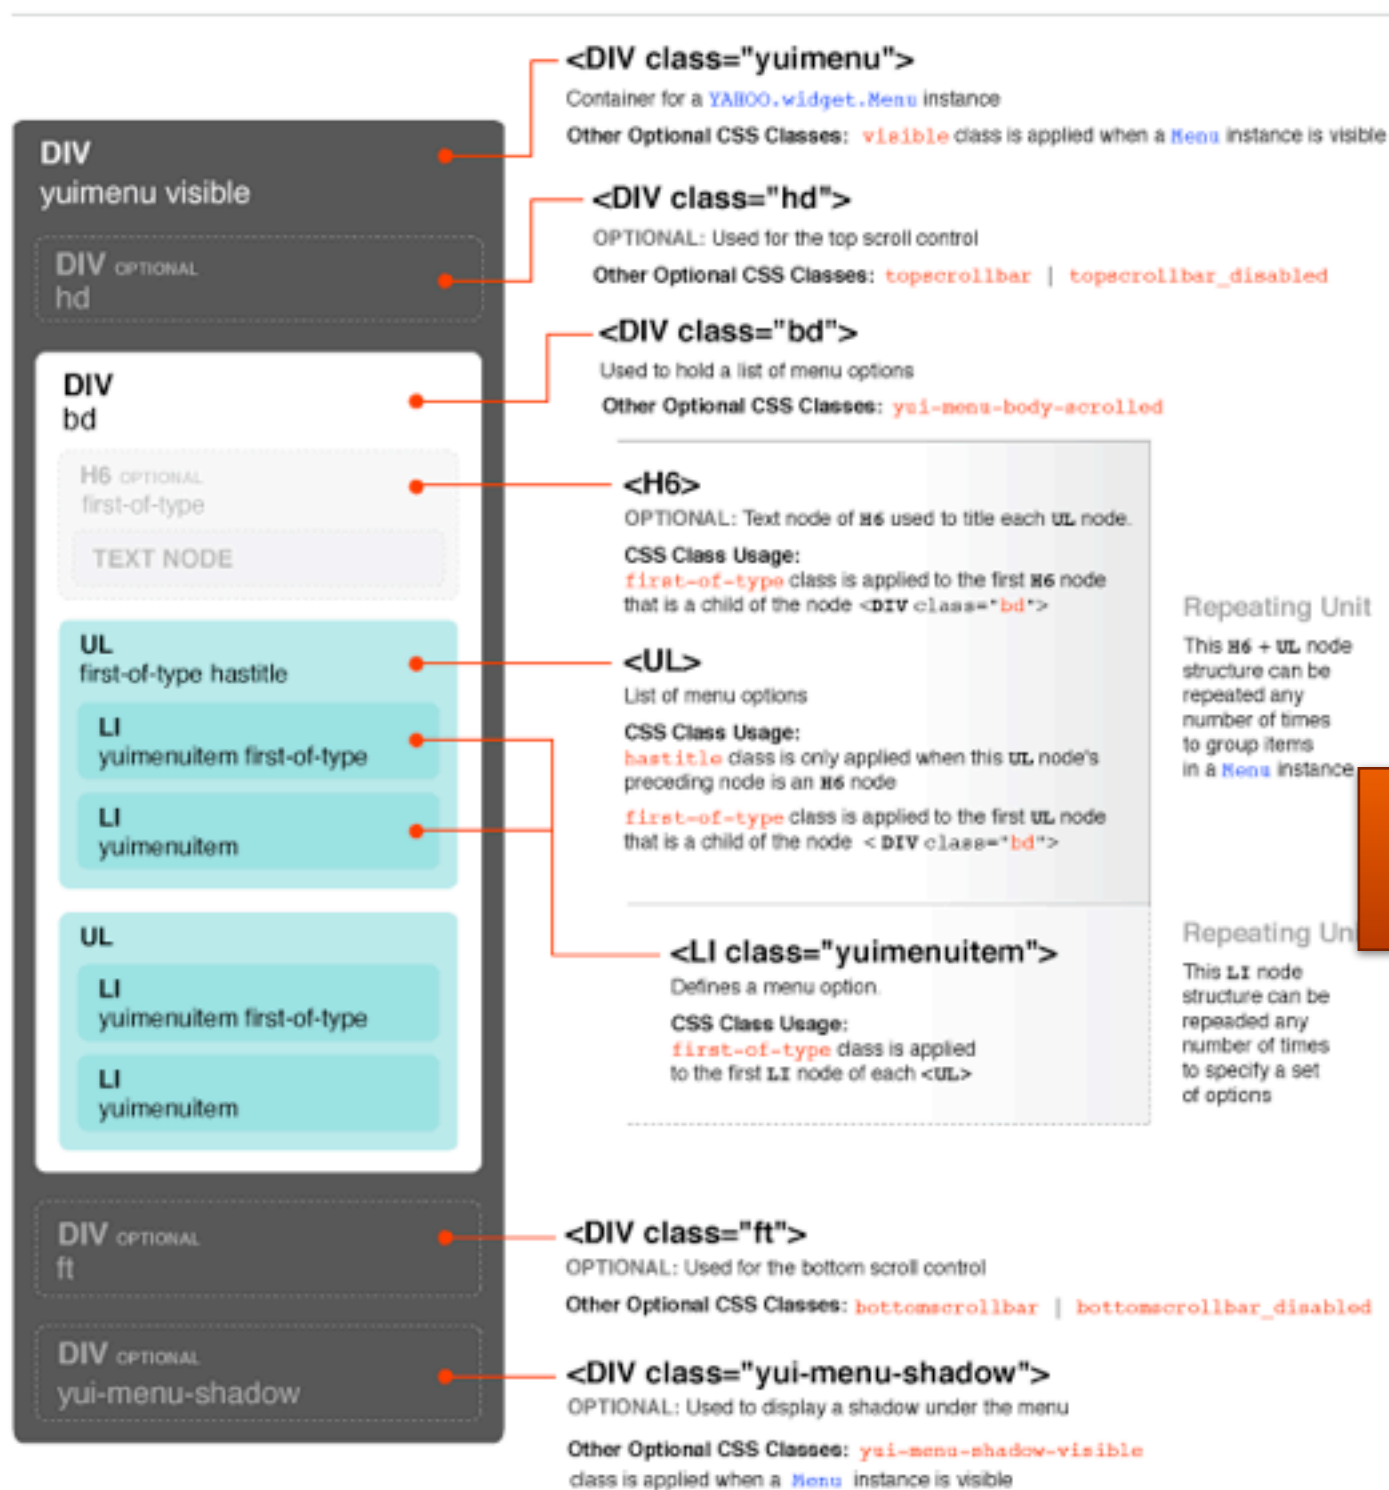 DIV
yuimenu visible
DIV OPTIONAL
hd
DIV
bd
H6 OPTIONAL
first-of-type
TEXT NODE
UL
first-of-type hastitle
LI
yuimenuitem first-of-type
LI
yuimenuitem
UL
LI
yuimenuitem first-of-type
LI
yuimenuitem
DIV OPTIONAL
ft
DIV OPTIONAL
yui-menu-shadow
<DIV class="yuimenu">
Container for a YAHOO.widget.Menu instance
Other Optional CSS Classes: visible class is applied when a Menu instance is visible
<DIV class="hd">
OPTIONAL: Used for the top scroll control
Other Optional CSS Classes: topscrollbar | topscrollbar_disabled
<DIV class="bd">
Used to hold a list of menu options
Other Optional CSS Classes: yui-menu-body-scrolled
<H6>
OPTIONAL: Text node of H6 used to title each UL node.
CSS Class Usage:
first-of-type class is applied to the first H6 node
that is a child of the node <DIV class="bd">
<UL>
List of menu options
CSS Class Usage:
hastitle class is only applied when this UL node's
preceding node is an H6 node
first-of-type class is applied to the first UL node
that is a child of the node < DIV class="bd">
Repeating Unit
This H6 + UL node
structure can be
repeated any
number of times
to group items
in a Menu instance
<LI class="yuimenuitem">
Defines a menu option.
CSS Class Usage:
first-of-type class is applied
to the first LI node of each <UL>
Repeating
This LI node
structure can be
repeaded any
number of times
to specify a set
of options
<DIV class="ft">
OPTIONAL: Used for the bottom scroll control
Other Optional CSS Classes: bottomscrollbar | bottomscrollbar_disabled
<DIV class="yui-menu-shadow">
OPTIONAL: Used to display a shadow under the menu
Other Optional CSS Classes: yui-menu-shadow-visible
class is applied when a Menu instance is visible